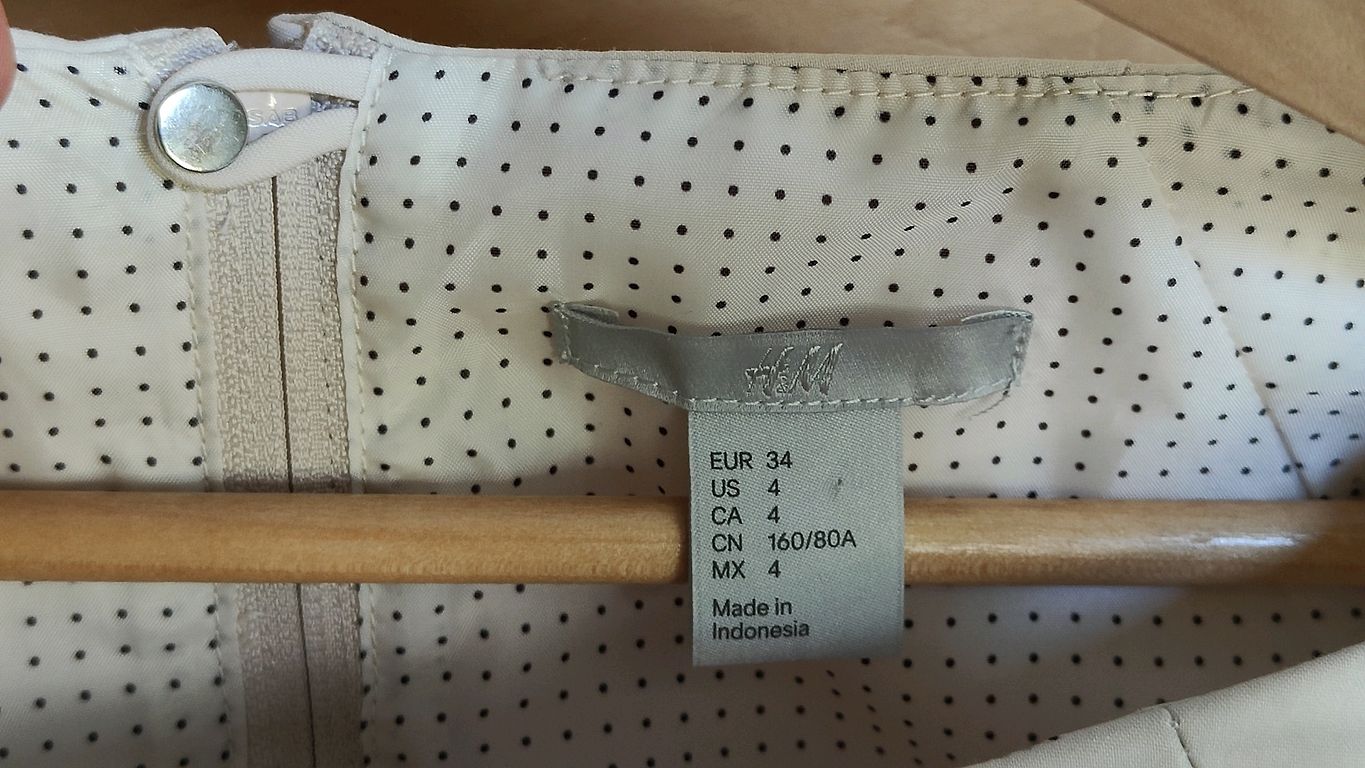 H&M
EUR 34
US 4
CA 4
CN 160/80A
MX 4
Made in
Indonesia